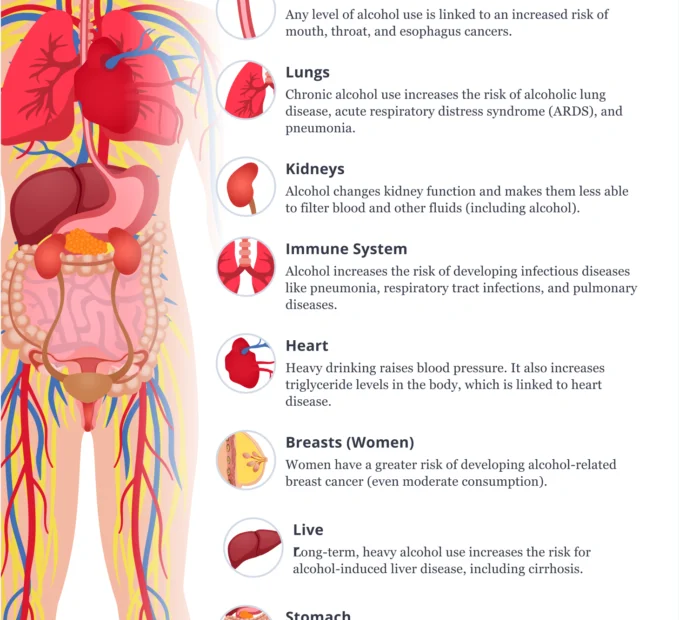 Any level of alcohol use is linked to an increased risk of
mouth, throat, and esophagus cancers.
Lungs
Chronic alcohol use increases the risk of alcoholic lung
disease, acute respiratory distress syndrome (ARDS), and
pneumonia.
Kidneys
Alcohol changes kidney function and makes them less able
to filter blood and other fluids (including alcohol).
Immune System
Alcohol increases the risk of developing infectious diseases
like pneumonia, respiratory tract infections, and pulmonary
diseases.
Heart
Heavy drinking raises blood pressure. It also increases
triglyceride levels in the body, which is linked to heart
disease.
Breasts (Women)
Women have a greater risk of developing alcohol-related
breast cancer (even moderate consumption).
Live
r
Long-term, heavy alcohol use increases the risk for
alcohol-induced liver disease, including cirrhosis.
Stomach